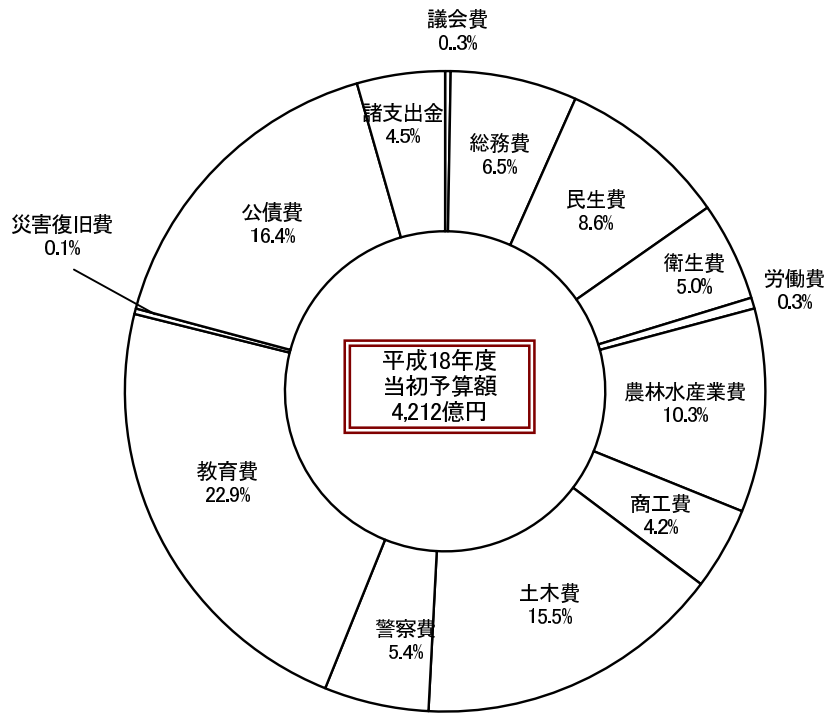 議会費
0..3%
総務費
6.5%
民生費
8.6%
衛生費
5.0%
労働費
0.3%
農林水産業費
10.3%
商工費
4.2%
土木費
15.5%
警察費
5.4%
教育費
22.9%
災害復旧費
0.1%
公債費
16.4%
諸支出金
4.5%
平成18年度
当初予算額
4,212億円